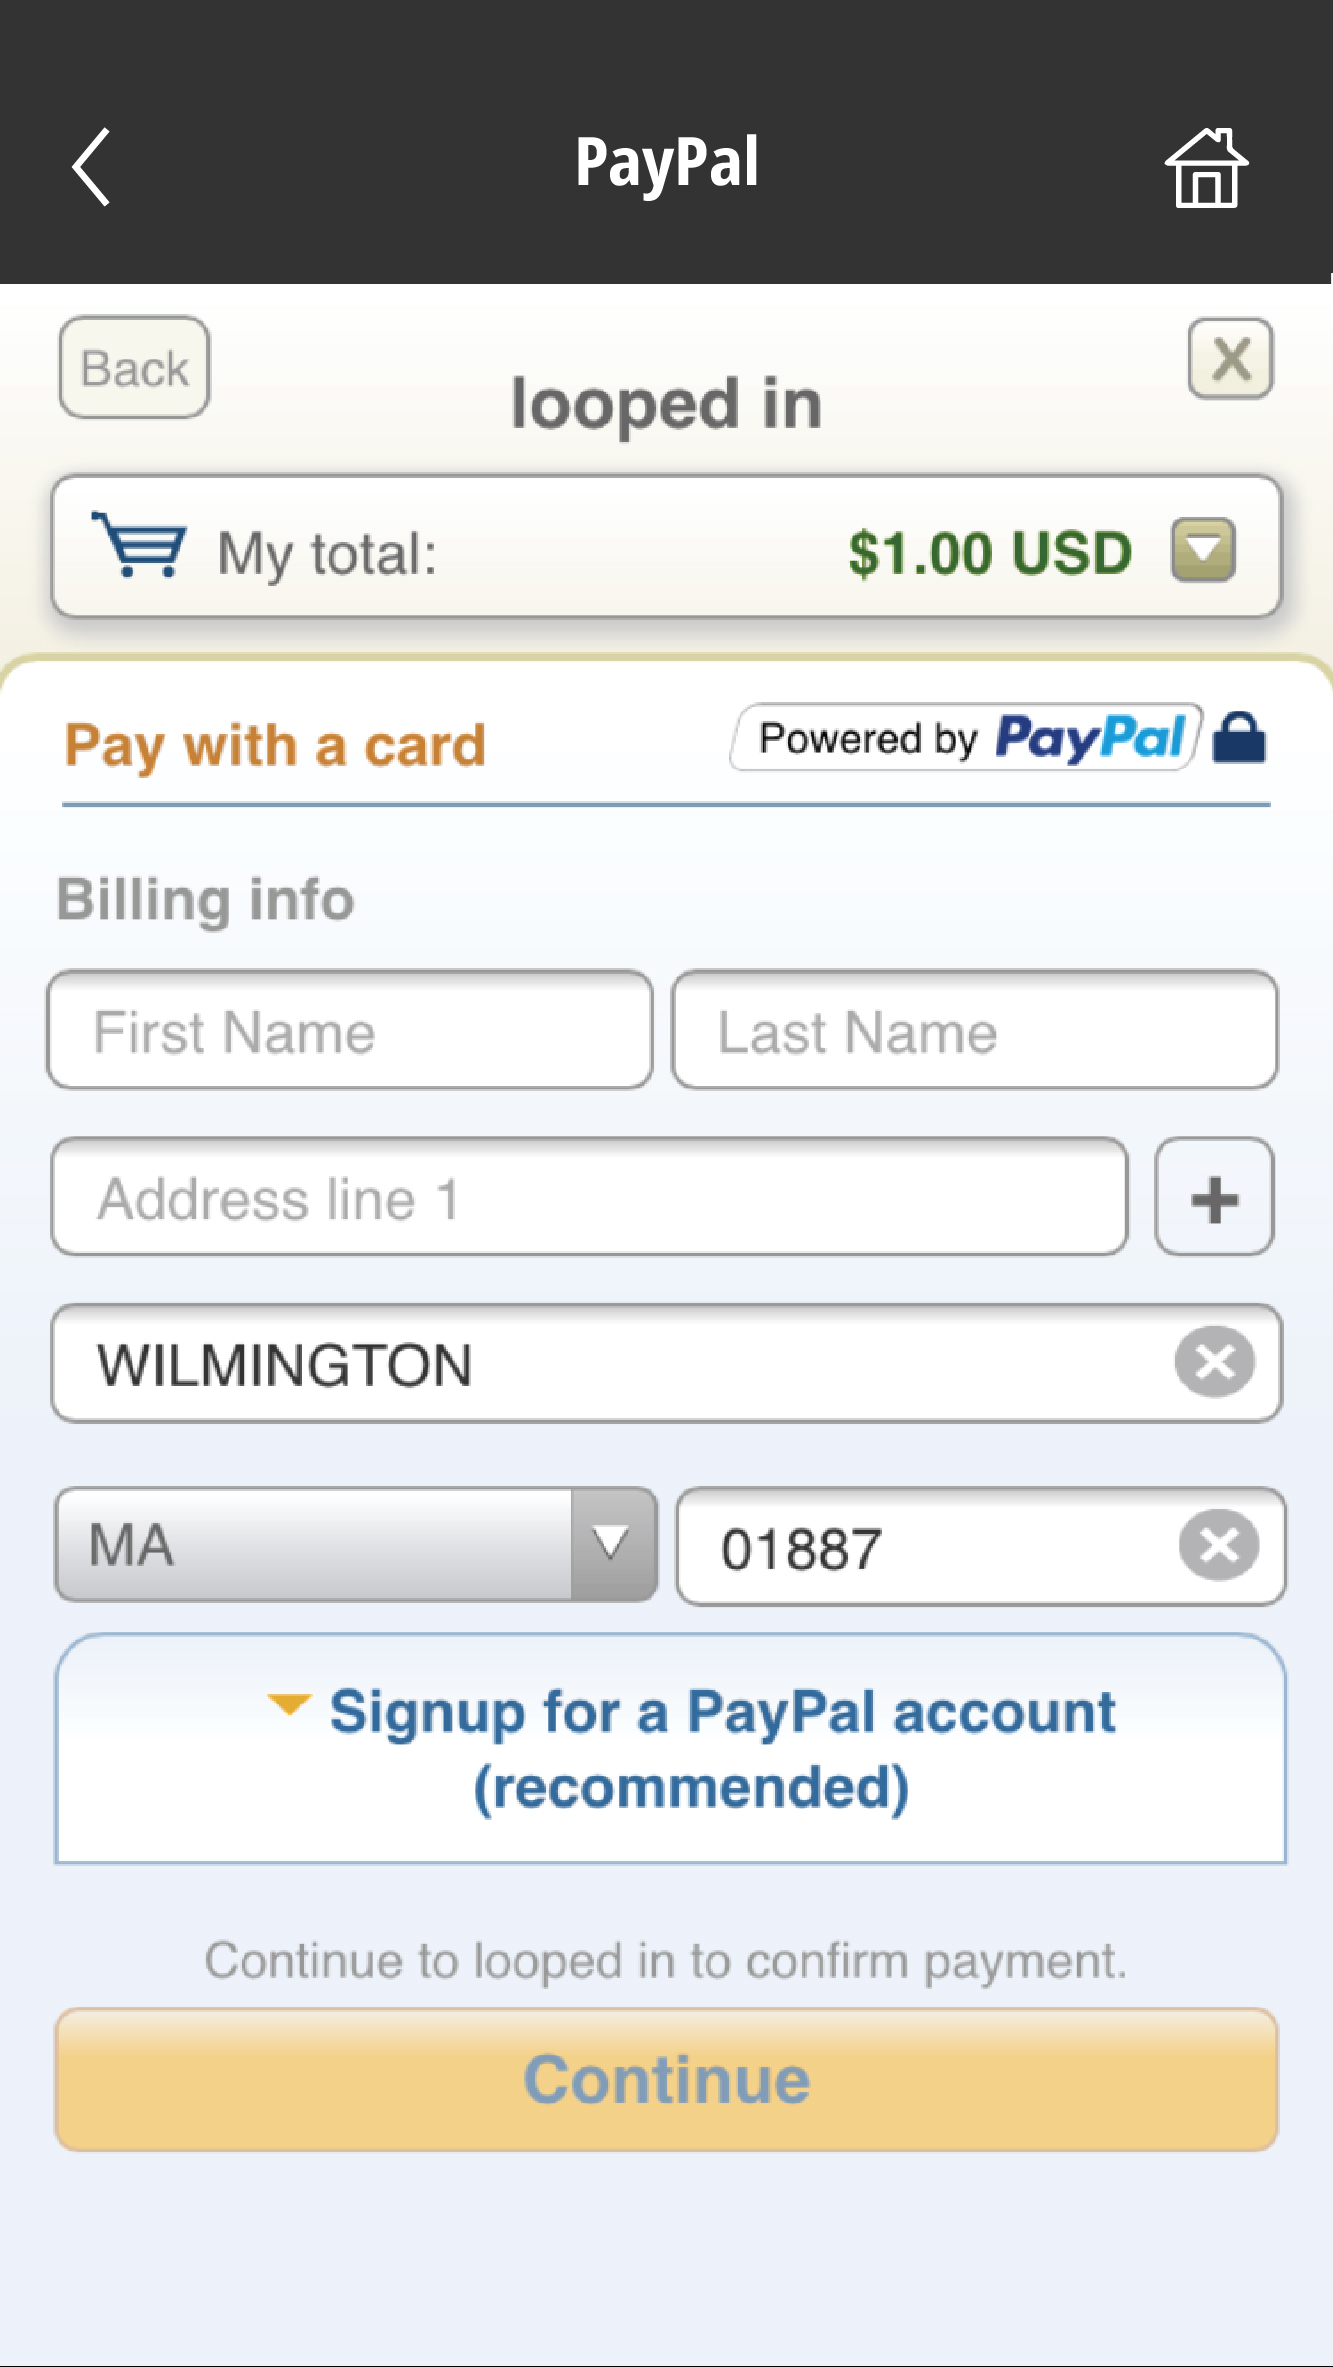 PayPal
Back
X
looped in
My total:
$1.00 USD
Pay with a card
Powered by PayPal
Billing info
First Name
Last Name
Address line 1
+
WILMINGTON
MA
01887
Signup for a PayPal account
(recommended)
Continue to looped in to confirm payment.
Continue